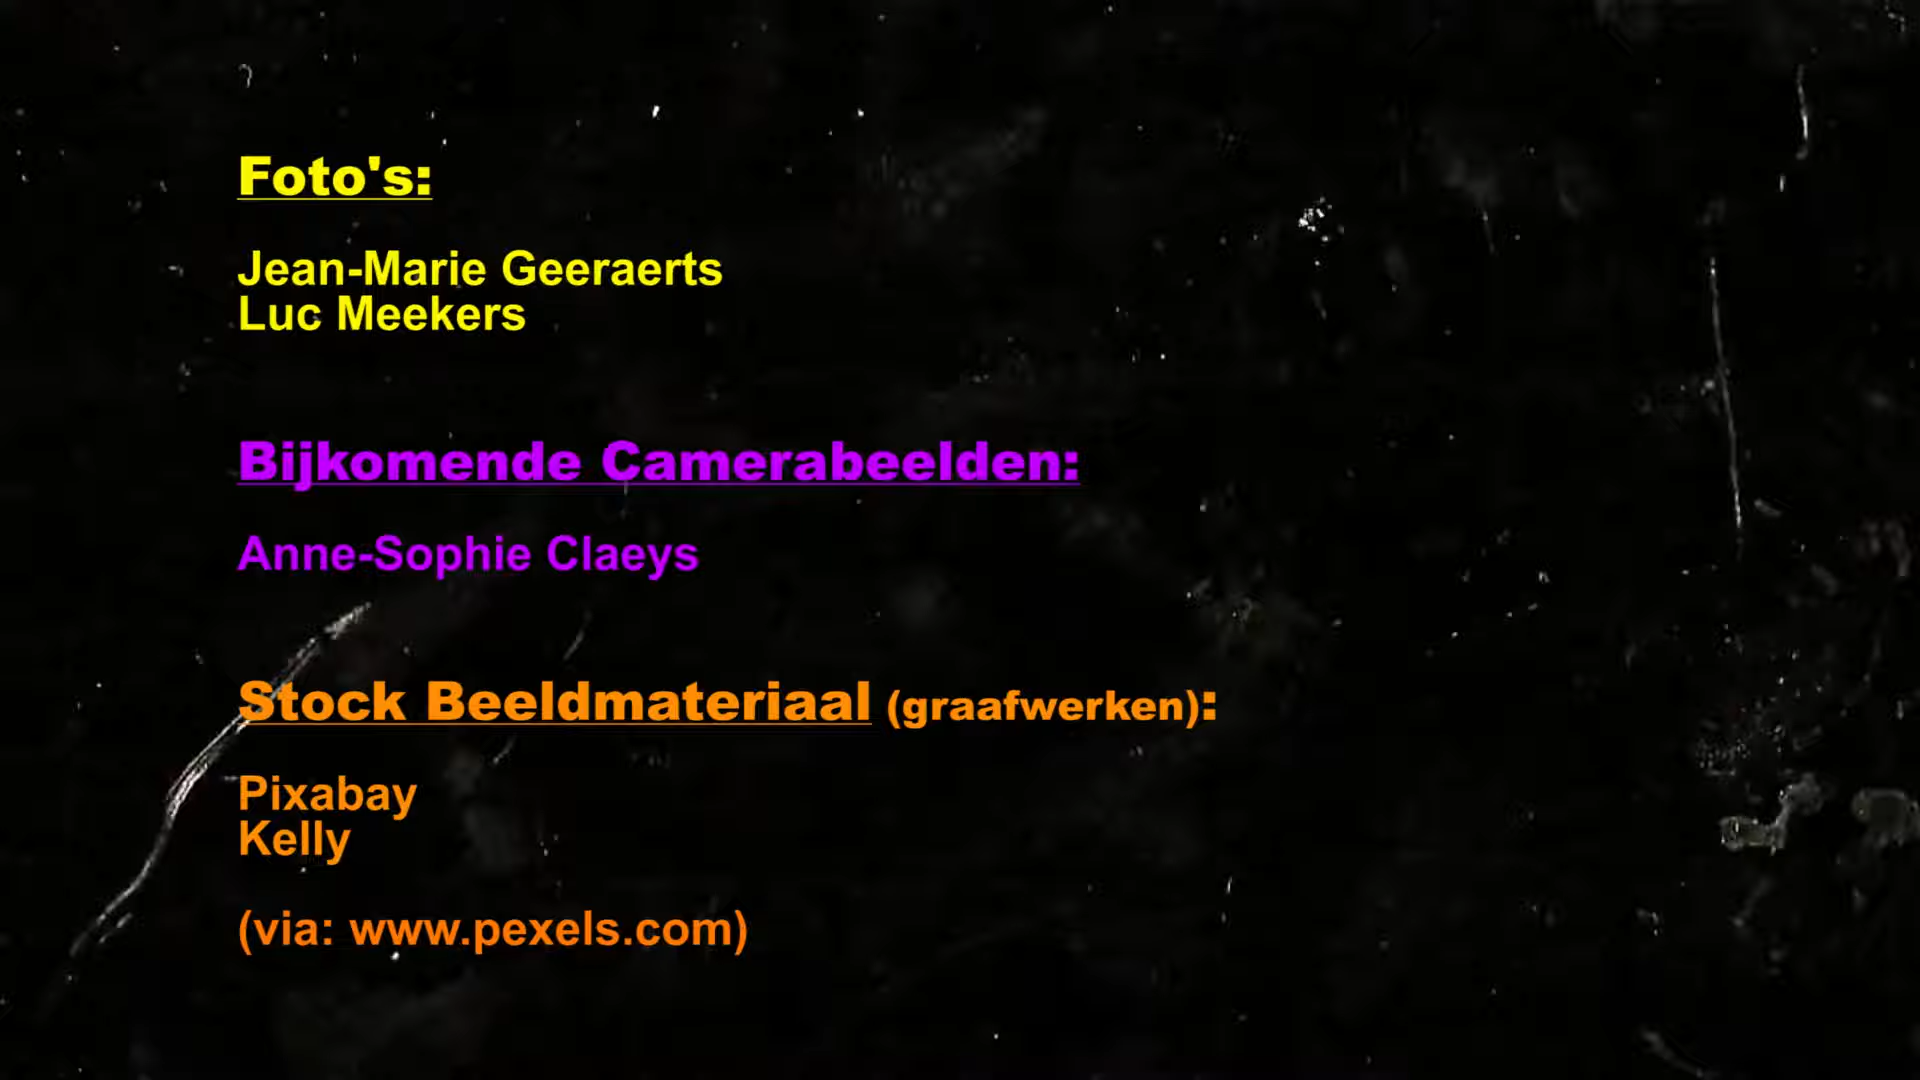 Foto's:
Jean-Marie Geeraerts
Luc Meekers
Bijkomende Camerabeelden:
Anne-Sophie Claeys
Stock Beeldmateriaal (graafwerken):
Pixabay
Kelly
(via: www.pexels.com)